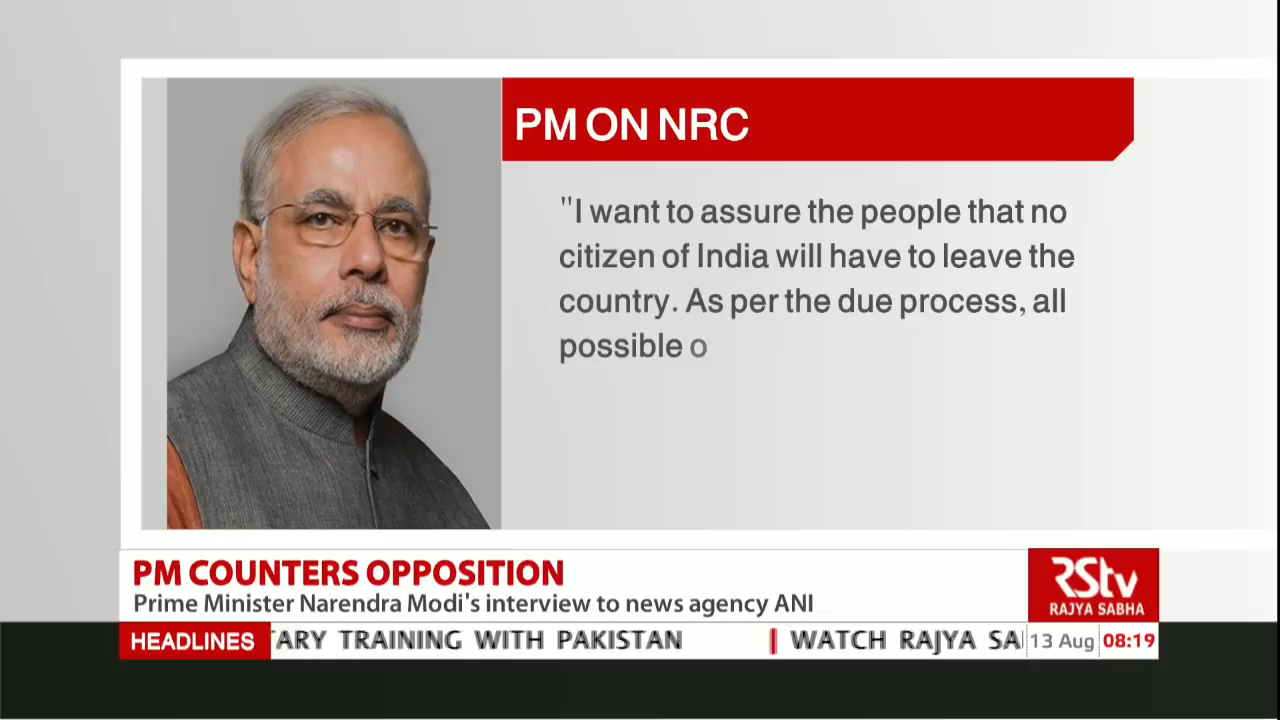 PM ON NRC
"I want to assure the people that no
citizen of India will have to leave the
country. As per the due process, all
possible o
PM COUNTERS OPPOSITION
Prime Minister Narendra Modi's interview to news agency ANI
RStv
RAJYA SABHA
HEADLINES TARY TRAINING WITH PAKISTAN | WATCH RAJYA SA 13 Aug 08:19